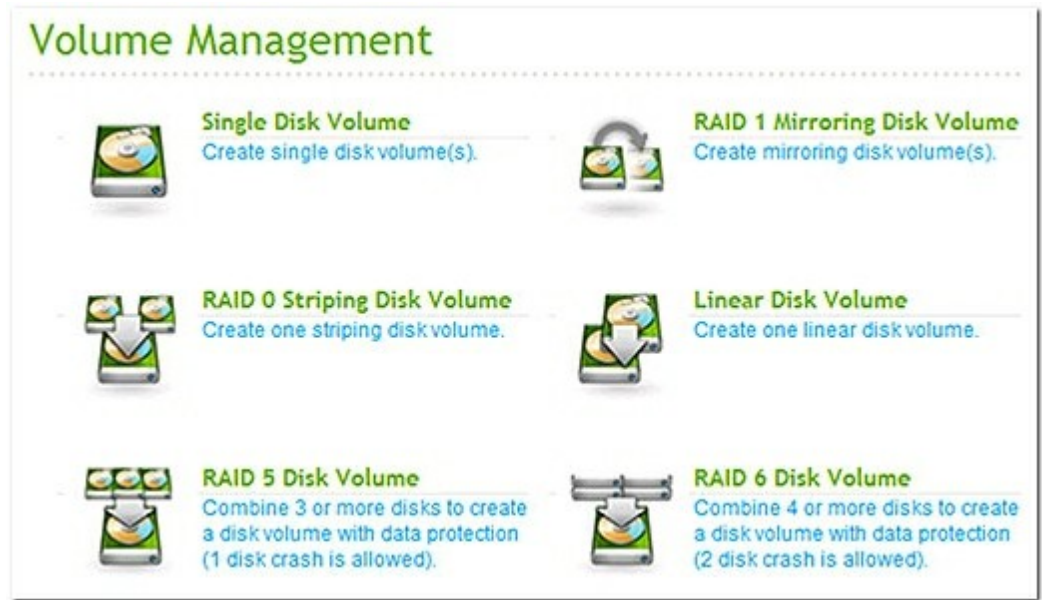 Volume Management
Single Disk Volume
Create single disk volume(s).
RAID 1 Mirroring Disk Volume
Create mirroring disk volume(s).
RAID 0 Striping Disk Volume
Create one striping disk volume.
Linear Disk Volume
Create one linear disk volume.
RAID 5 Disk Volume
Combine 3 or more disks to create
a disk volume with data protection
(1 disk crash is allowed).
RAID 6 Disk Volume
Combine 4 or more disks to create
a disk volume with data protection
(2 disk crash is allowed).